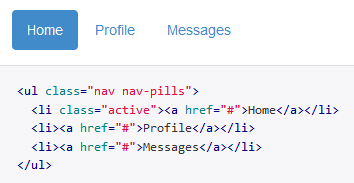 Home Profile Messages
<ul class="nav nav-pills">
  <li class="active"><a href="#">Home</a></li>
  <li><a href="#">Profile</a></li>
  <li><a href="#">Messages</a></li>
</ul>